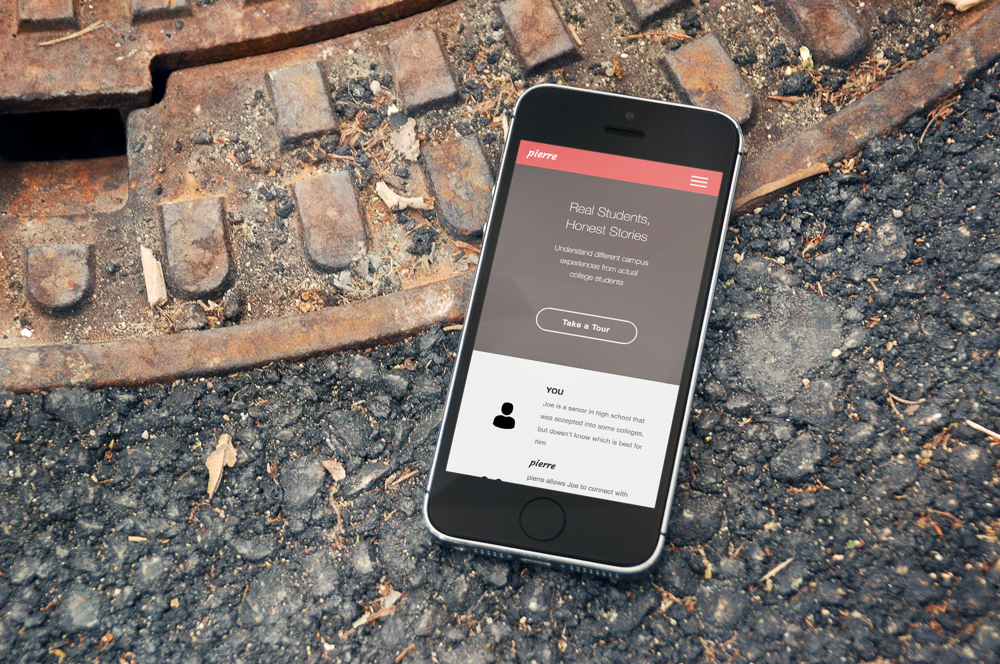 pierre
Real Students,
Honest Stories
Understand different campus
experiences from actual
college students
Take a Tour
YOU
Joe is a senior in high school that
was accepted into some colleges,
but doesn't know which is best for
him
pierre
pierre allows Joe to connect with